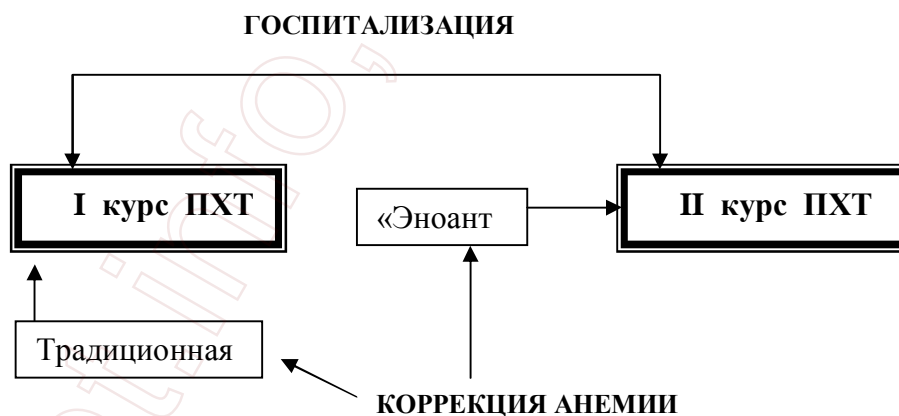 ГОСПИТАЛИЗАЦИЯ
I курс ПХТ
«Эноант
II курс ПХТ
Традиционная
КОРРЕКЦИЯ АНЕМИИ